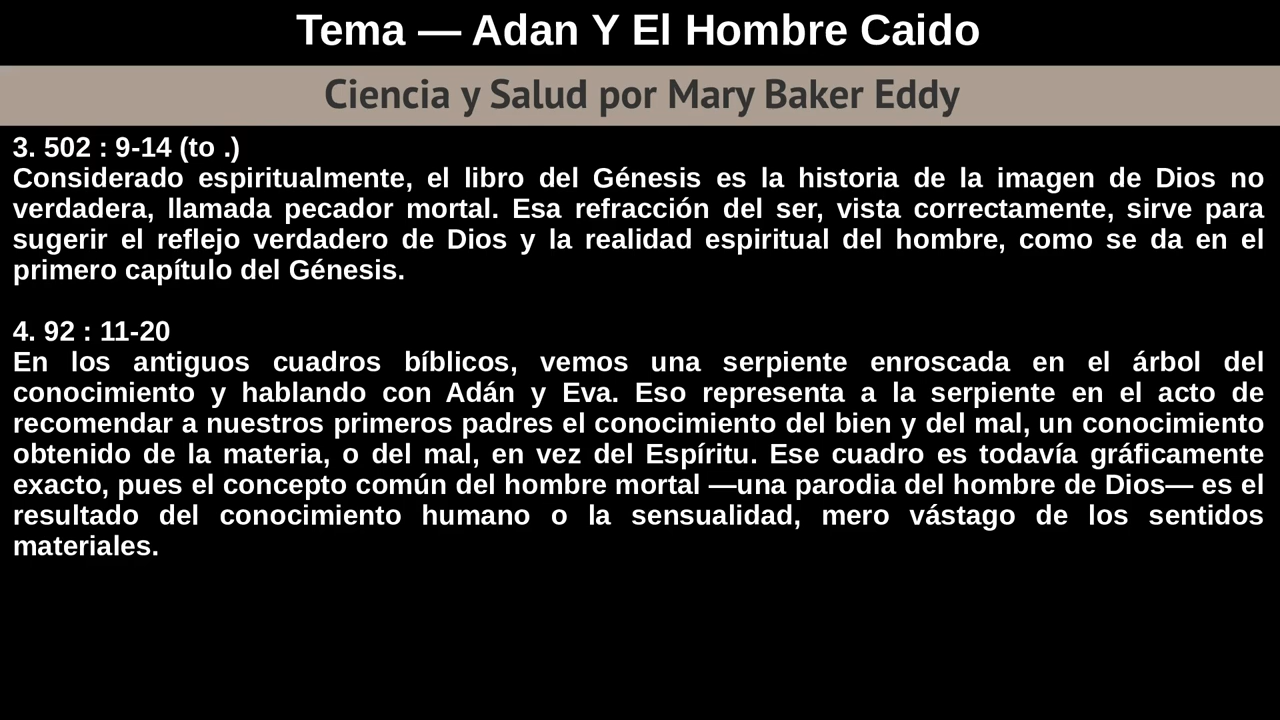 Tema — Adan Y El Hombre Caido
Ciencia y Salud por Mary Baker Eddy
3. 502 : 9-14 (to .)
Considerado espiritualmente, el libro del Génesis es la historia de la imagen de Dios no
verdadera, llamada pecador mortal. Esa refracción del ser, vista correctamente, sirve para
sugerir el reflejo verdadero de Dios y la realidad espiritual del hombre, como se da en el
primero capítulo del Génesis.
4. 92 : 11-20
En los antiguos cuadros bíblicos, vemos una serpiente enroscada en el árbol del
conocimiento y hablando con Adán y Eva. Eso representa a la serpiente en el acto de
recomendar a nuestros primeros padres el conocimiento del bien y del mal, un conocimiento
obtenido de la materia, o del mal, en vez del Espíritu. Ese cuadro es todavía gráficamente
exacto, pues el concepto común del hombre mortal —una parodia del hombre de Dios— es el
resultado del conocimiento humano o la sensualidad, mero vástago de los sentidos
materiales.